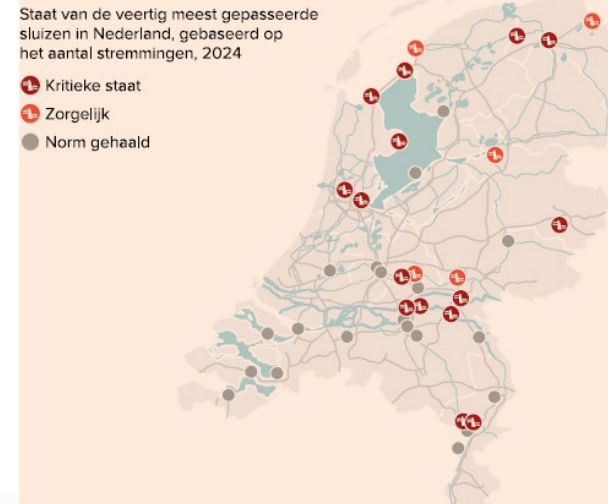 Staat van de veertig meest gepasseerde
sluizen in Nederland, gebaseerd op
het aantal stremmingen, 2024
Kritieke staat
Zorgelijk
Norm gehaald